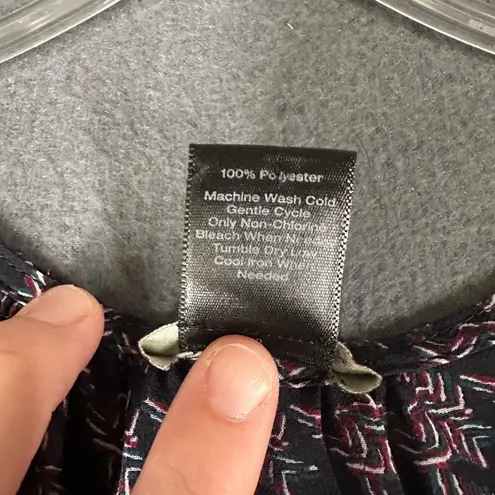 100% Polyester
Machine Wash Cold
Gentle Cycle
Only Non-Chlorine
Bleach When Needed
Tumble Dry Low
Cool Iron When
Needed